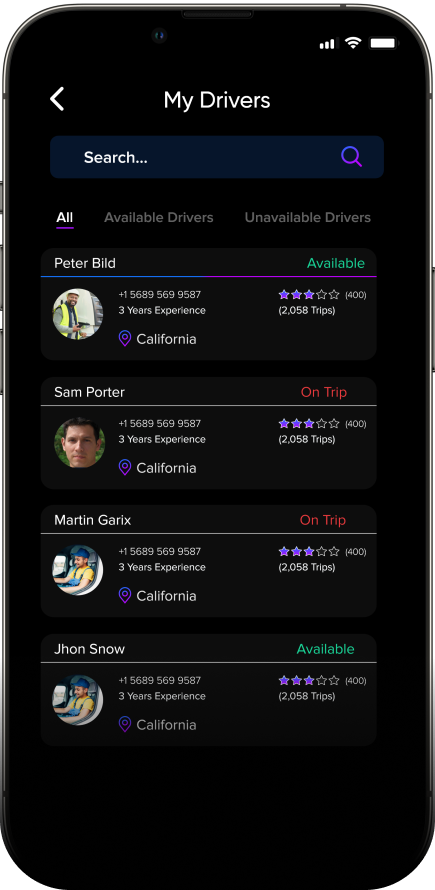 My Drivers
Search...
All Available Drivers Unavailable Drivers
Peter Bild Available
+1 5689 569 9587 (400)
3 Years Experience (2,058 Trips)
California
Sam Porter On Trip
+1 5689 569 9587 (400)
3 Years Experience (2,058 Trips)
California
Martin Garix On Trip
+1 5689 569 9587 (400)
3 Years Experience (2,058 Trips)
California
Jhon Snow Available
+1 5689 569 9587 (400)
3 Years Experience (2,058 Trips)
California